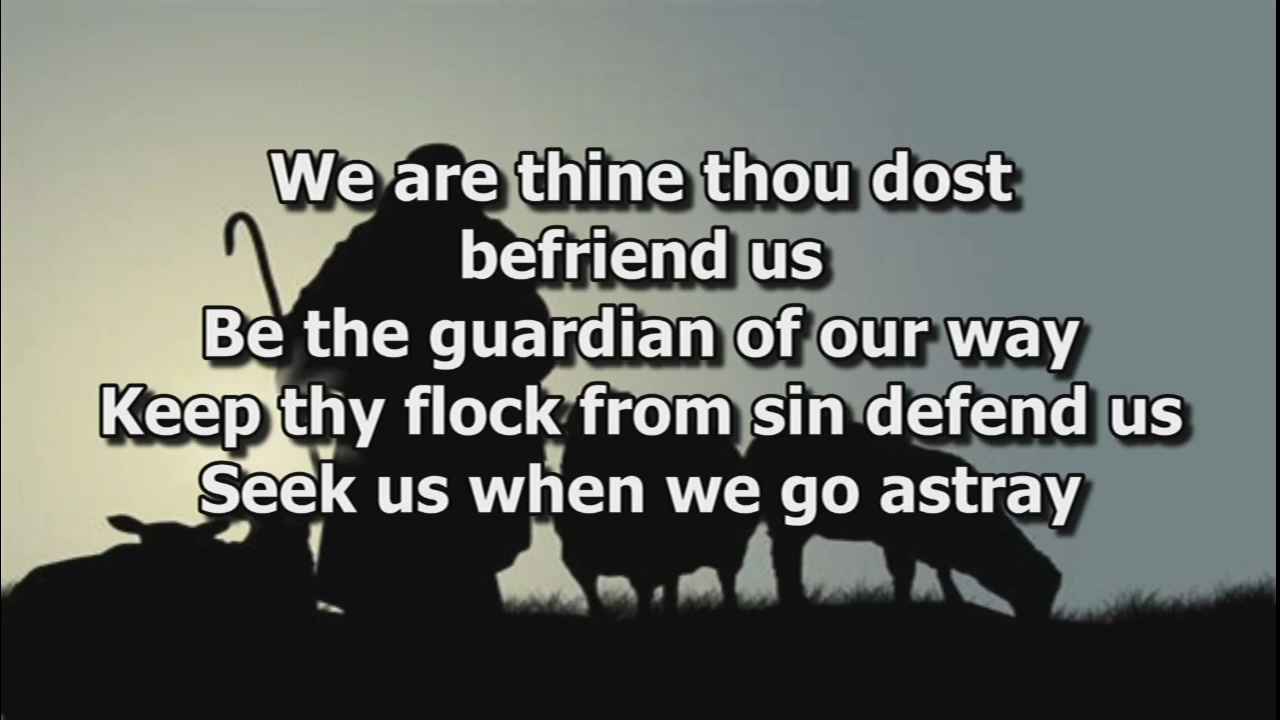 We are thine thou dost
befriend us
Be the guardian of our way
Keep thy flock from sin defend us
Seek us when we go astray